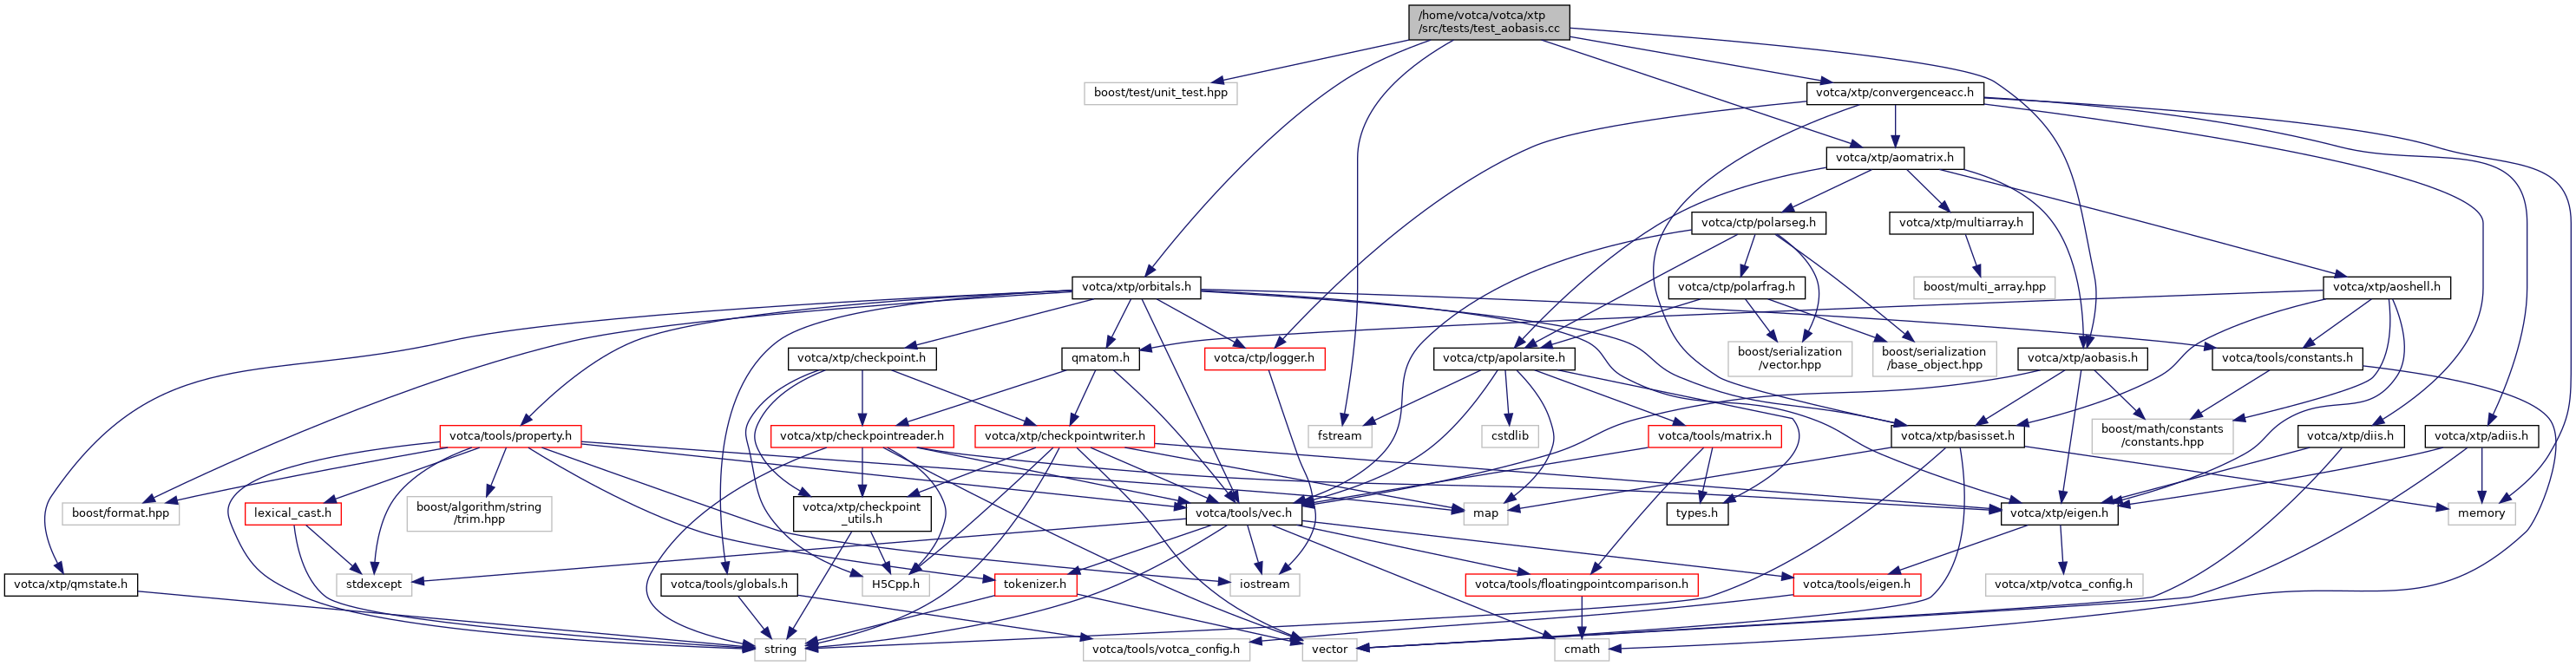 /home/votca/votca/xtp
/src/tests/test_aobasis.cc
boost/test/unit_test.hpp
votca/xtp/convergenceacc.h
votca/xtp/aomatrix.h
votca/ctp/polarseg.h
votca/xtp/multiarray.h
votca/xtp/orbitals.h
votca/ctp/polarfrag.h
boost/multi_array.hpp
votca/xtp/aoshell.h
votca/xtp/checkpoint.h
qmatom.h
votca/ctp/logger.h
votca/ctp/apolarsite.h
boost/serialization
/vector.hpp
boost/serialization
/base_object.hpp
votca/xtp/aobasis.h
votca/tools/constants.h
votca/tools/property.h
votca/xtp/checkpointreader.h
votca/xtp/checkpointwriter.h
fstream
cstdlib
votca/tools/matrix.h
votca/xtp/basisset.h
boost/math/constants
/constants.hpp
votca/xtp/diis.h
votca/xtp/adiis.h
boost/format.hpp
lexical_cast.h
boost/algorithm/string
/trim.hpp
votca/xtp/checkpoint
_utils.h
votca/tools/vec.h
map
types.h
votca/xtp/eigen.h
memory
votca/xtp/qmstate.h
stdexcept
votca/tools/globals.h
H5Cpp.h
tokenizer.h
iostream
votca/tools/floatingpointcomparison.h
votca/tools/eigen.h
votca/xtp/votca_config.h
string
votca/tools/votca_config.h
vector
cmath